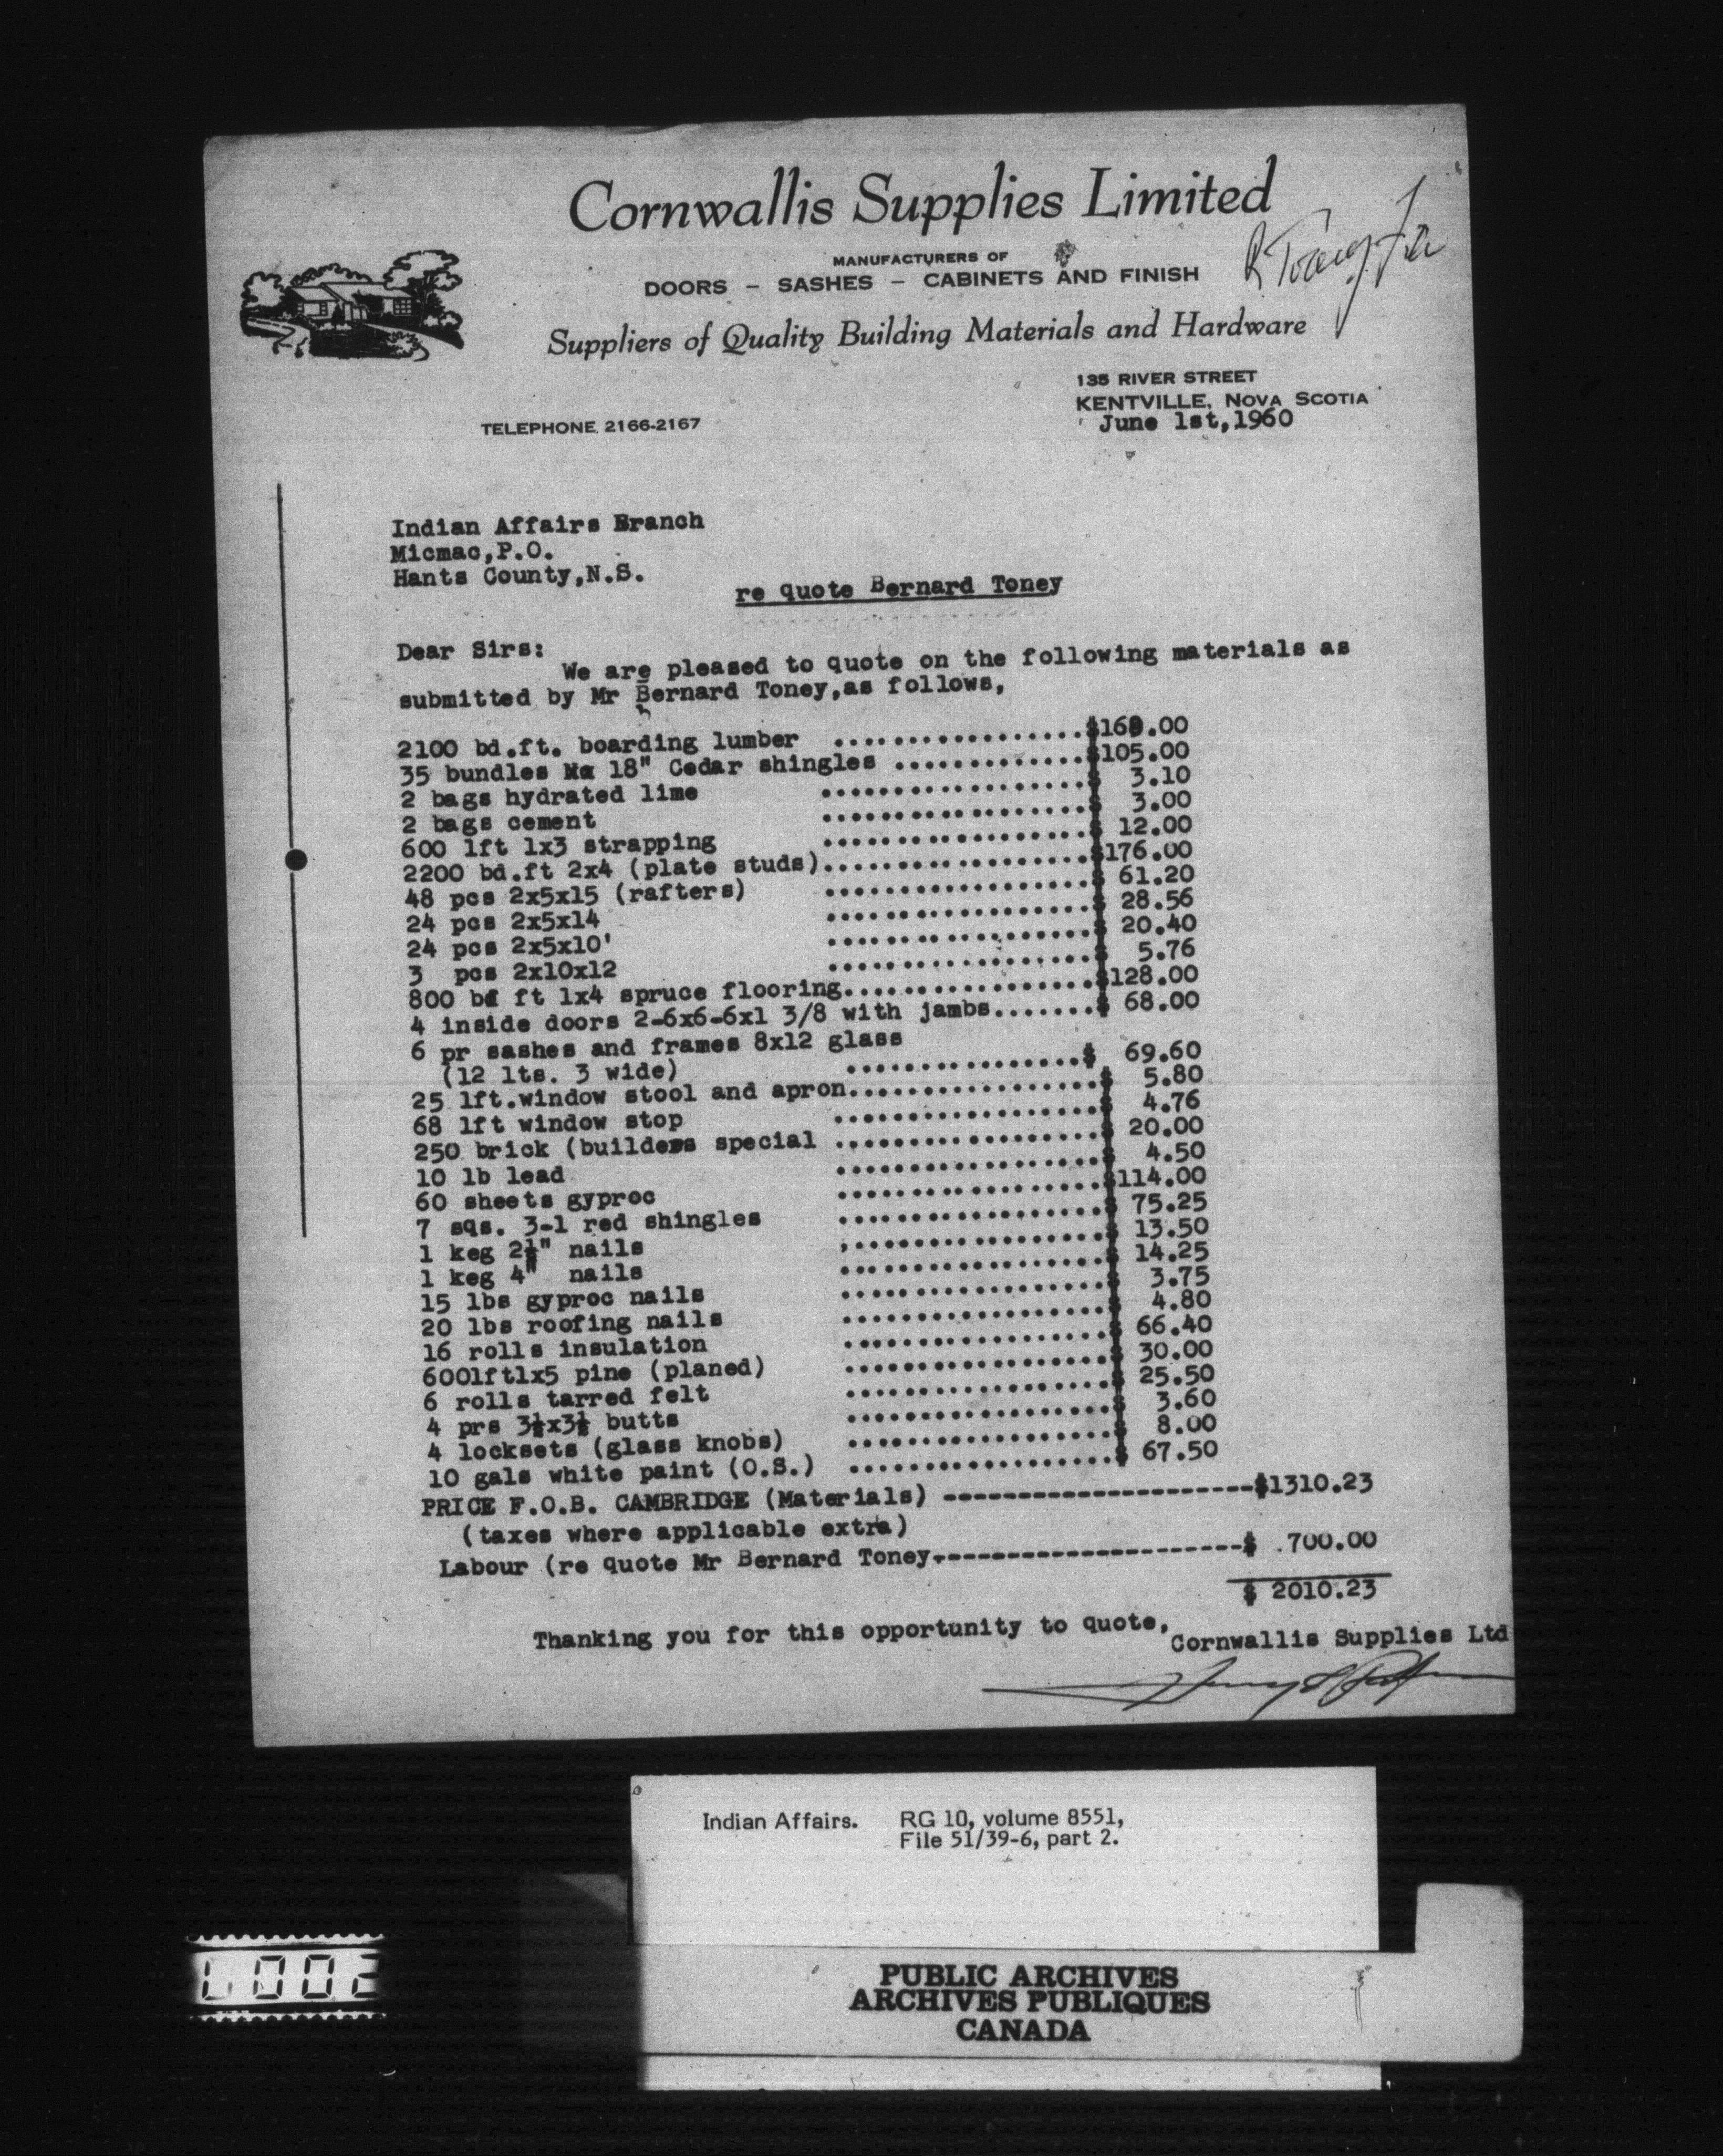 Cornwallis Supplies Limited
MANUFACTURERS OF
DOORS – SASHES – CABINETS AND FINISH
Suppliers of Quality Building Materials and Hardware
135 RIVER STREET
KENTVILLE, NOVA SCOTIA
TELEPHONE 2166-2167
June 1st,1960
Indian Affairs Branch
Micmac,P.O.
Hants County,N.S.
re quote Bernard Toney
Dear Sirs:
We are pleased to quote on the following materials as
submitted by Mr Bernard Toney,as follows,
2100 bd.ft. boarding lumber .................$168.00
35 bundles 18" Cedar shingles .............$105.00
2 bags hydrated lime ..................$ 3.10
2 bags cement ..................$ 3.00
600 lft 1x3 strapping ..................$ 12.00
2200 bd.ft 2x4 (plate studs)..................$176.00
48 pcs 2x5x15 (rafters) ..................$ 61.20
24 pcs 2x5x14 ..................$ 28.56
24 pcs 2x5x10' ..................$ 20.40
3 pcs 2x10x12 ..................$ 5.76
800 bd ft 1x4 spruce flooring.................$128.00
4 inside doors 2-6x6-6x1 3/8 with jambs.......$ 68.00
6 pr sashes and frames 8x12 glass
(12 lts. 3 wide) ................$ 69.60
25 lft.window stool and apron.................$ 5.80
68 lft window stop ..................$ 4.76
250 brick (builders special ..................$ 20.00
10 lb lead ..................$ 4.50
60 sheets gyproc ..................$114.00
7 sqs. 3-1 red shingles ..................$ 75.25
1 keg 2½" nails ..................$ 13.50
1 keg 4" nails ..................$ 14.25
15 lbs gyproc nails ..................$ 3.75
20 lbs roofing nails ..................$ 4.80
16 rolls insulation ..................$ 66.40
600lft1x5 pine (planed) ..................$ 30.00
6 rolls tarred felt ..................$ 25.50
4 prs 3½x3½ butts ..................$ 3.60
4 locksets (glass knobs) ..................$ 8.00
10 gals white paint (O.S.) ..................$ 67.50
PRICE F.O.B. CAMBRIDGE (Materials) ---------------------$1310.23
(taxes where applicable extra)
Labour (re quote Mr Bernard Toney.---------------------$ 700.00
$ 2010.23
Thanking you for this opportunity to quote,
Cornwallis Supplies Ltd
Indian Affairs. RG 10, volume 8551,
File 51/39-6, part 2.
PUBLIC ARCHIVES
ARCHIVES PUBLIQUES
CANADA